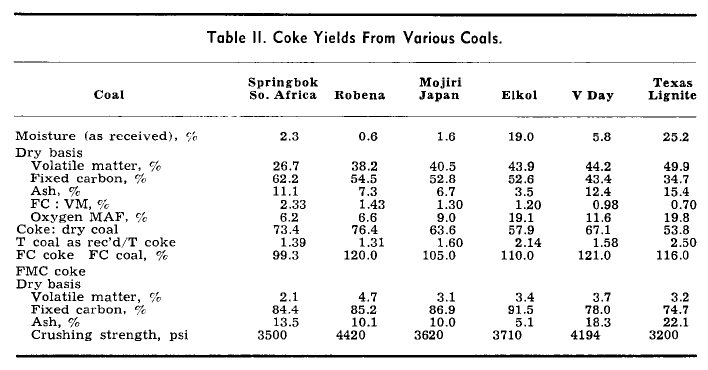 Table II. Coke Yields From Various Coals.
Coal Springbok So. Africa Robena Mojiri Japan Elkol V Day Texas Lignite
Moisture (as received), % 2.3 0.6 1.6 19.0 5.8 25.2
Dry basis
Volatile matter, % 26.7 38.2 40.5 43.9 44.2 49.9
Fixed carbon, % 62.2 54.5 52.8 52.6 43.4 34.7
Ash, % 11.1 7.3 6.7 3.5 12.4 15.4
FC : VM, % 2.33 1.43 1.30 1.20 0.98 0.70
Oxygen MAF, % 6.2 6.6 9.0 19.1 11.6 19.8
Coke: dry coal 73.4 76.4 63.6 57.9 67.1 53.8
T coal as rec'd/T coke 1.39 1.31 1.60 2.14 1.58 2.50
FC coke FC coal, % 99.3 120.0 105.0 110.0 121.0 116.0
FMC coke
Dry basis
Volatile matter, % 2.1 4.7 3.1 3.4 3.7 3.2
Fixed carbon, % 84.4 85.2 86.9 91.5 78.0 74.7
Ash, % 13.5 10.1 10.0 5.1 18.3 22.1
Crushing strength, psi 3500 4420 3620 3710 4194 3200